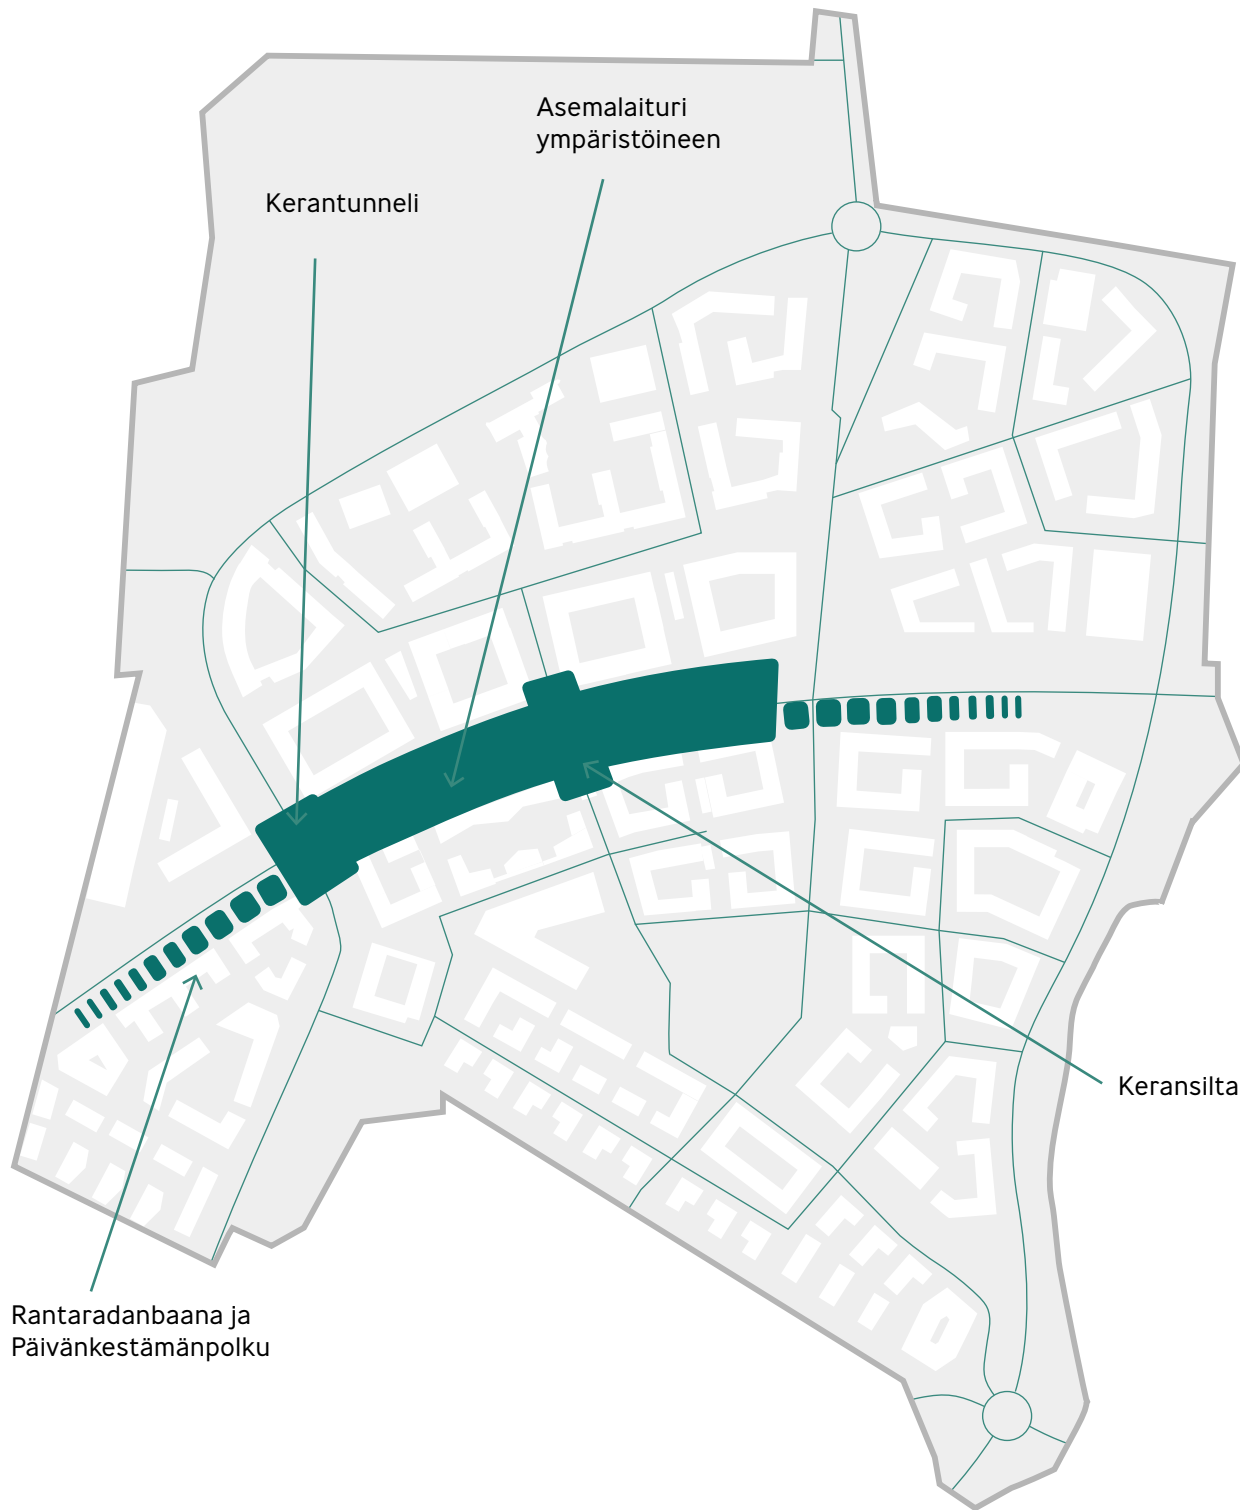 Asemalaituri
ympäristöineen
Kerantunneli
Keransilta
Rantaradanbaana ja
Päivänkestämänpolku